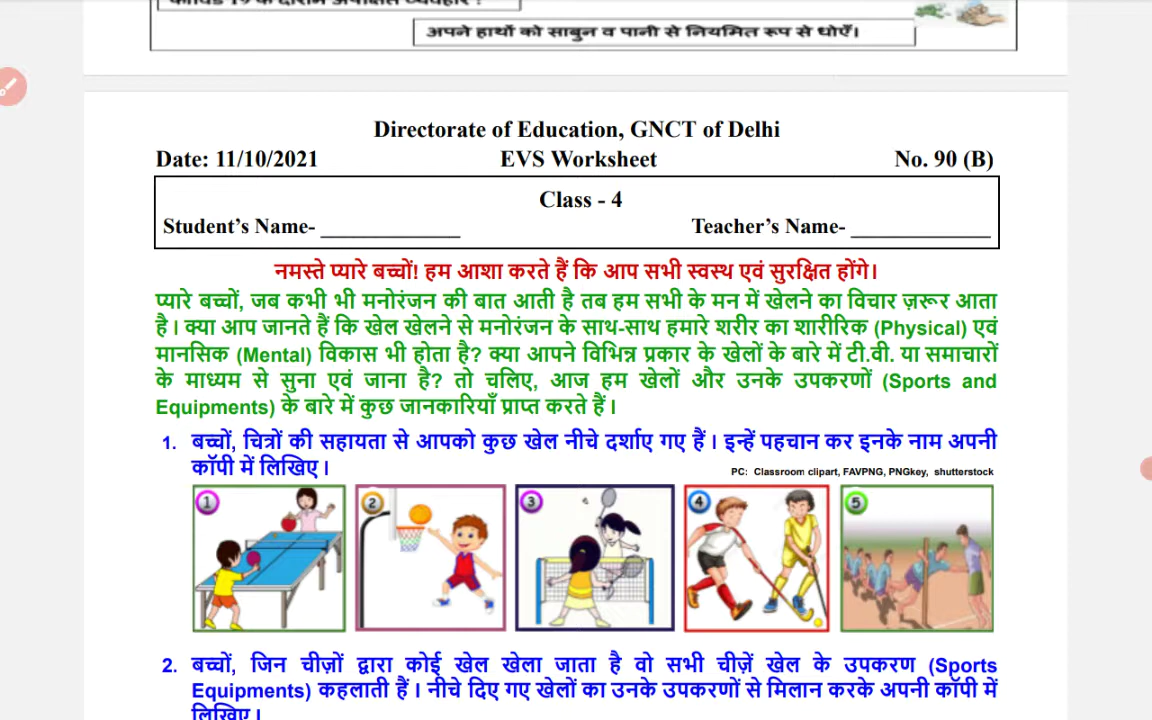 अपने हाथों को साबुन व पानी से नियमित रूप से धोएँ।
Directorate of Education, GNCT of Delhi
Date: 11/10/2021 EVS Worksheet No. 90 (B)
Class - 4
Student’s Name- ____________ Teacher’s Name- ____________
नमस्ते प्यारे बच्चों! हम आशा करते हैं कि आप सभी स्वस्थ एवं सुरक्षित होंगे।
प्यारे बच्चों, जब कभी भी मनोरंजन की बात आती है तब हम सभी के मन में खेलने का विचार ज़रूर आता
है। क्या आप जानते हैं कि खेल खेलने से मनोरंजन के साथ-साथ हमारे शरीर का शारीरिक (Physical) एवं
मानसिक (Mental) विकास भी होता है? क्या आपने विभिन्न प्रकार के खेलों के बारे में टी.वी. या समाचारों
के माध्यम से सुना एवं जाना है? तो चलिए, आज हम खेलों और उनके उपकरणों (Sports and
Equipments) के बारे में कुछ जानकारियाँ प्राप्त करते हैं।
1. बच्चों, चित्रों की सहायता से आपको कुछ खेल नीचे दर्शाए गए हैं। इन्हें पहचान कर इनके नाम अपनी
कॉपी में लिखिए।
PC: Classroom clipart, FAVPNG, PNGkey, shutterstock
1 2 3 4 5
2. बच्चों, जिन चीज़ों द्वारा कोई खेल खेला जाता है वो सभी चीज़ें खेल के उपकरण (Sports
Equipments) कहलाती हैं। नीचे दिए गए खेलों का उनके उपकरणों से मिलान करके अपनी कॉपी में
लिखिए।